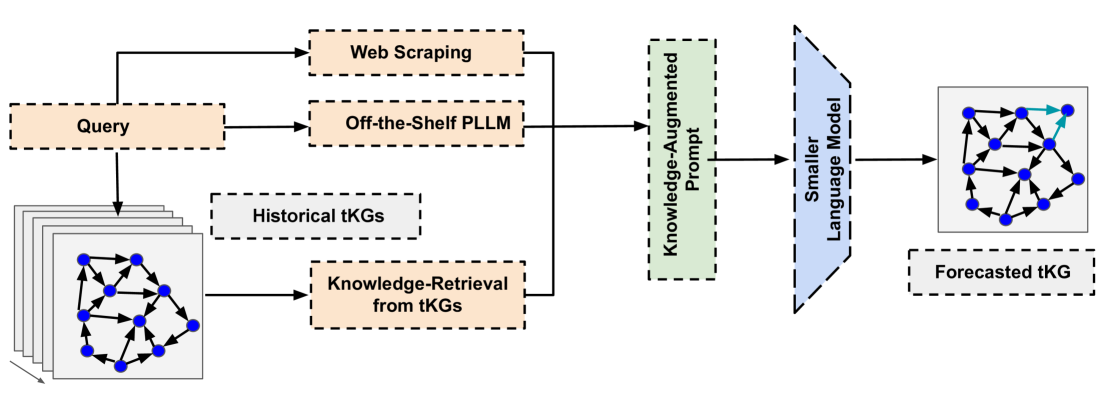 Web Scraping
Query
Off-the-Shelf PLLM
Historical tKGs
Knowledge-Retrieval
from tKGs
Knowledge-Augmented
Prompt
Smaller
Language Model
Forecasted tKG